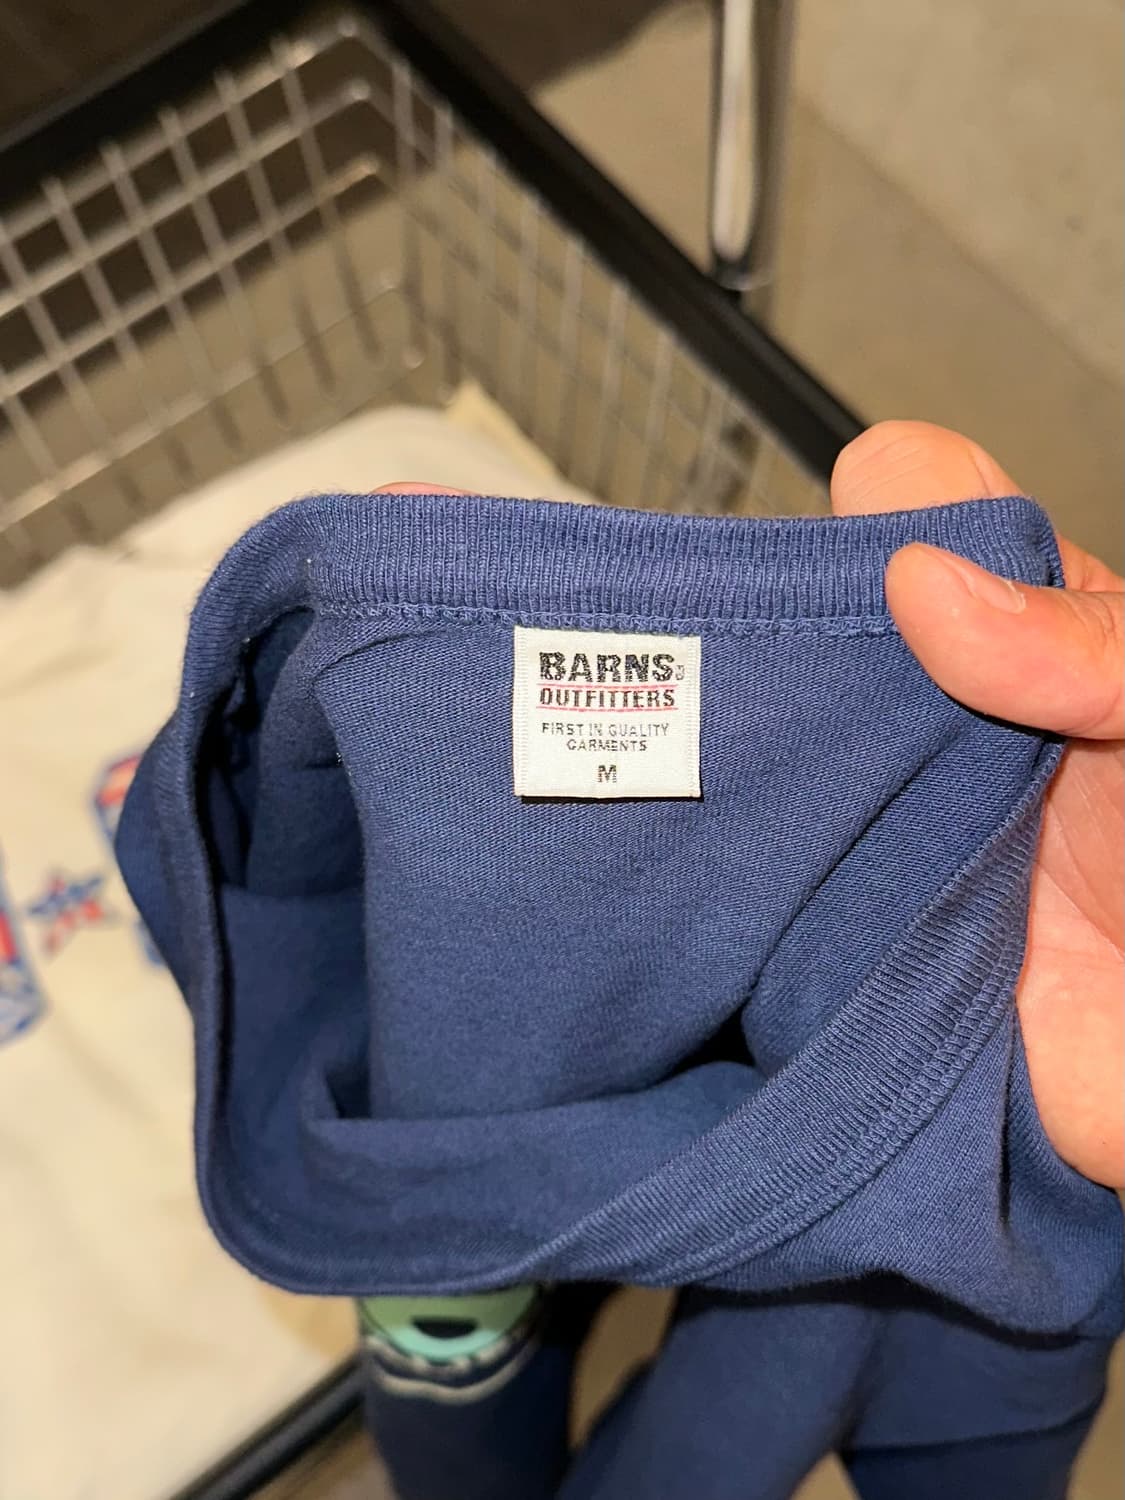 BARNS
OUTFITTERS
FIRST IN QUALITY
GARMENTS
M